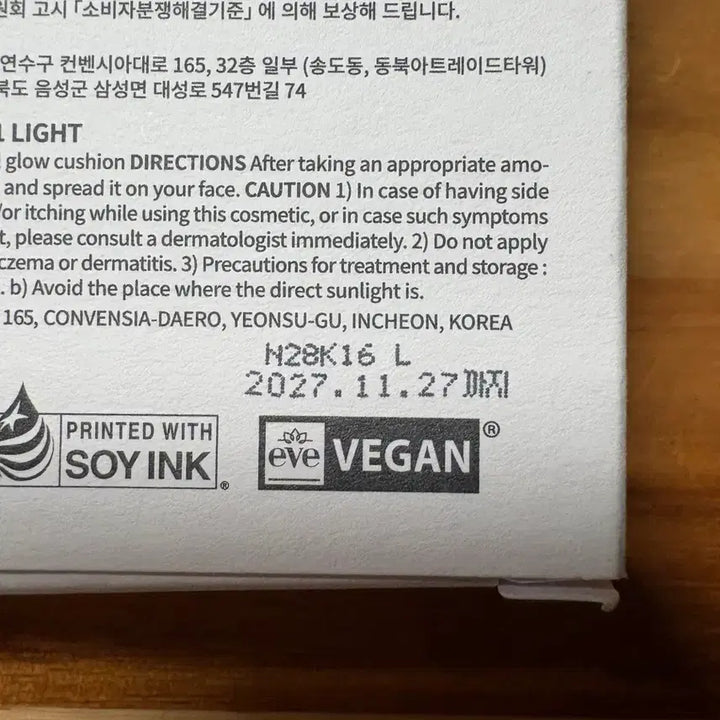 원회 고시 「소비자분쟁해결기준」 에 의해 보상해 드립니다.
연수구 컨벤시아대로 165, 32층 일부 (송도동, 동북아트레이드타워)
북도 음성군 삼성면 대성로 547번길 74
LIGHT
glow cushion DIRECTIONS After taking an appropriate amo-
and spread it on your face. CAUTION 1) In case of having side
/or itching while using this cosmetic, or in case such symptoms
t, please consult a dermatologist immediately. 2) Do not apply
czema or dermatitis. 3) Precautions for treatment and storage :
. b) Avoid the place where the direct sunlight is.
165, CONVENSIA-DAERO, YEONSU-GU, INCHEON, KOREA
N28K16 L
2027.11.27까지
PRINTED WITH
SOY INK®
eve VEGAN®